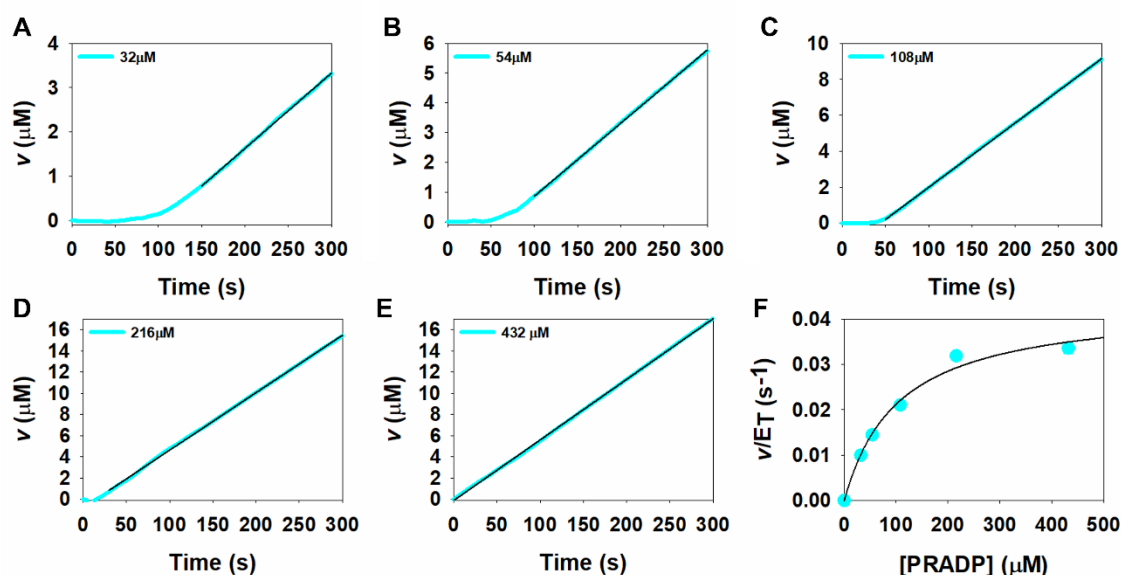 A
32μM
v (μM)
4
3
2
1
0
0 50 100 150 200 250 300
Time (s)
B
54μM
v (μM)
6
5
4
3
2
1
0
0 50 100 150 200 250 300
Time (s)
C
108μM
v (μM)
10
8
6
4
2
0
0 50 100 150 200 250 300
Time (s)
D
216μM
v (μM)
16
14
12
10
8
6
4
2
0
0 50 100 150 200 250 300
Time (s)
E
432 μM
v (μM)
16
14
12
10
8
6
4
2
0
0 50 100 150 200 250 300
Time (s)
F
v/ET (s-1)
0.04
0.03
0.02
0.01
0.00
0 100 200 300 400 500
[PRADP] (μM)